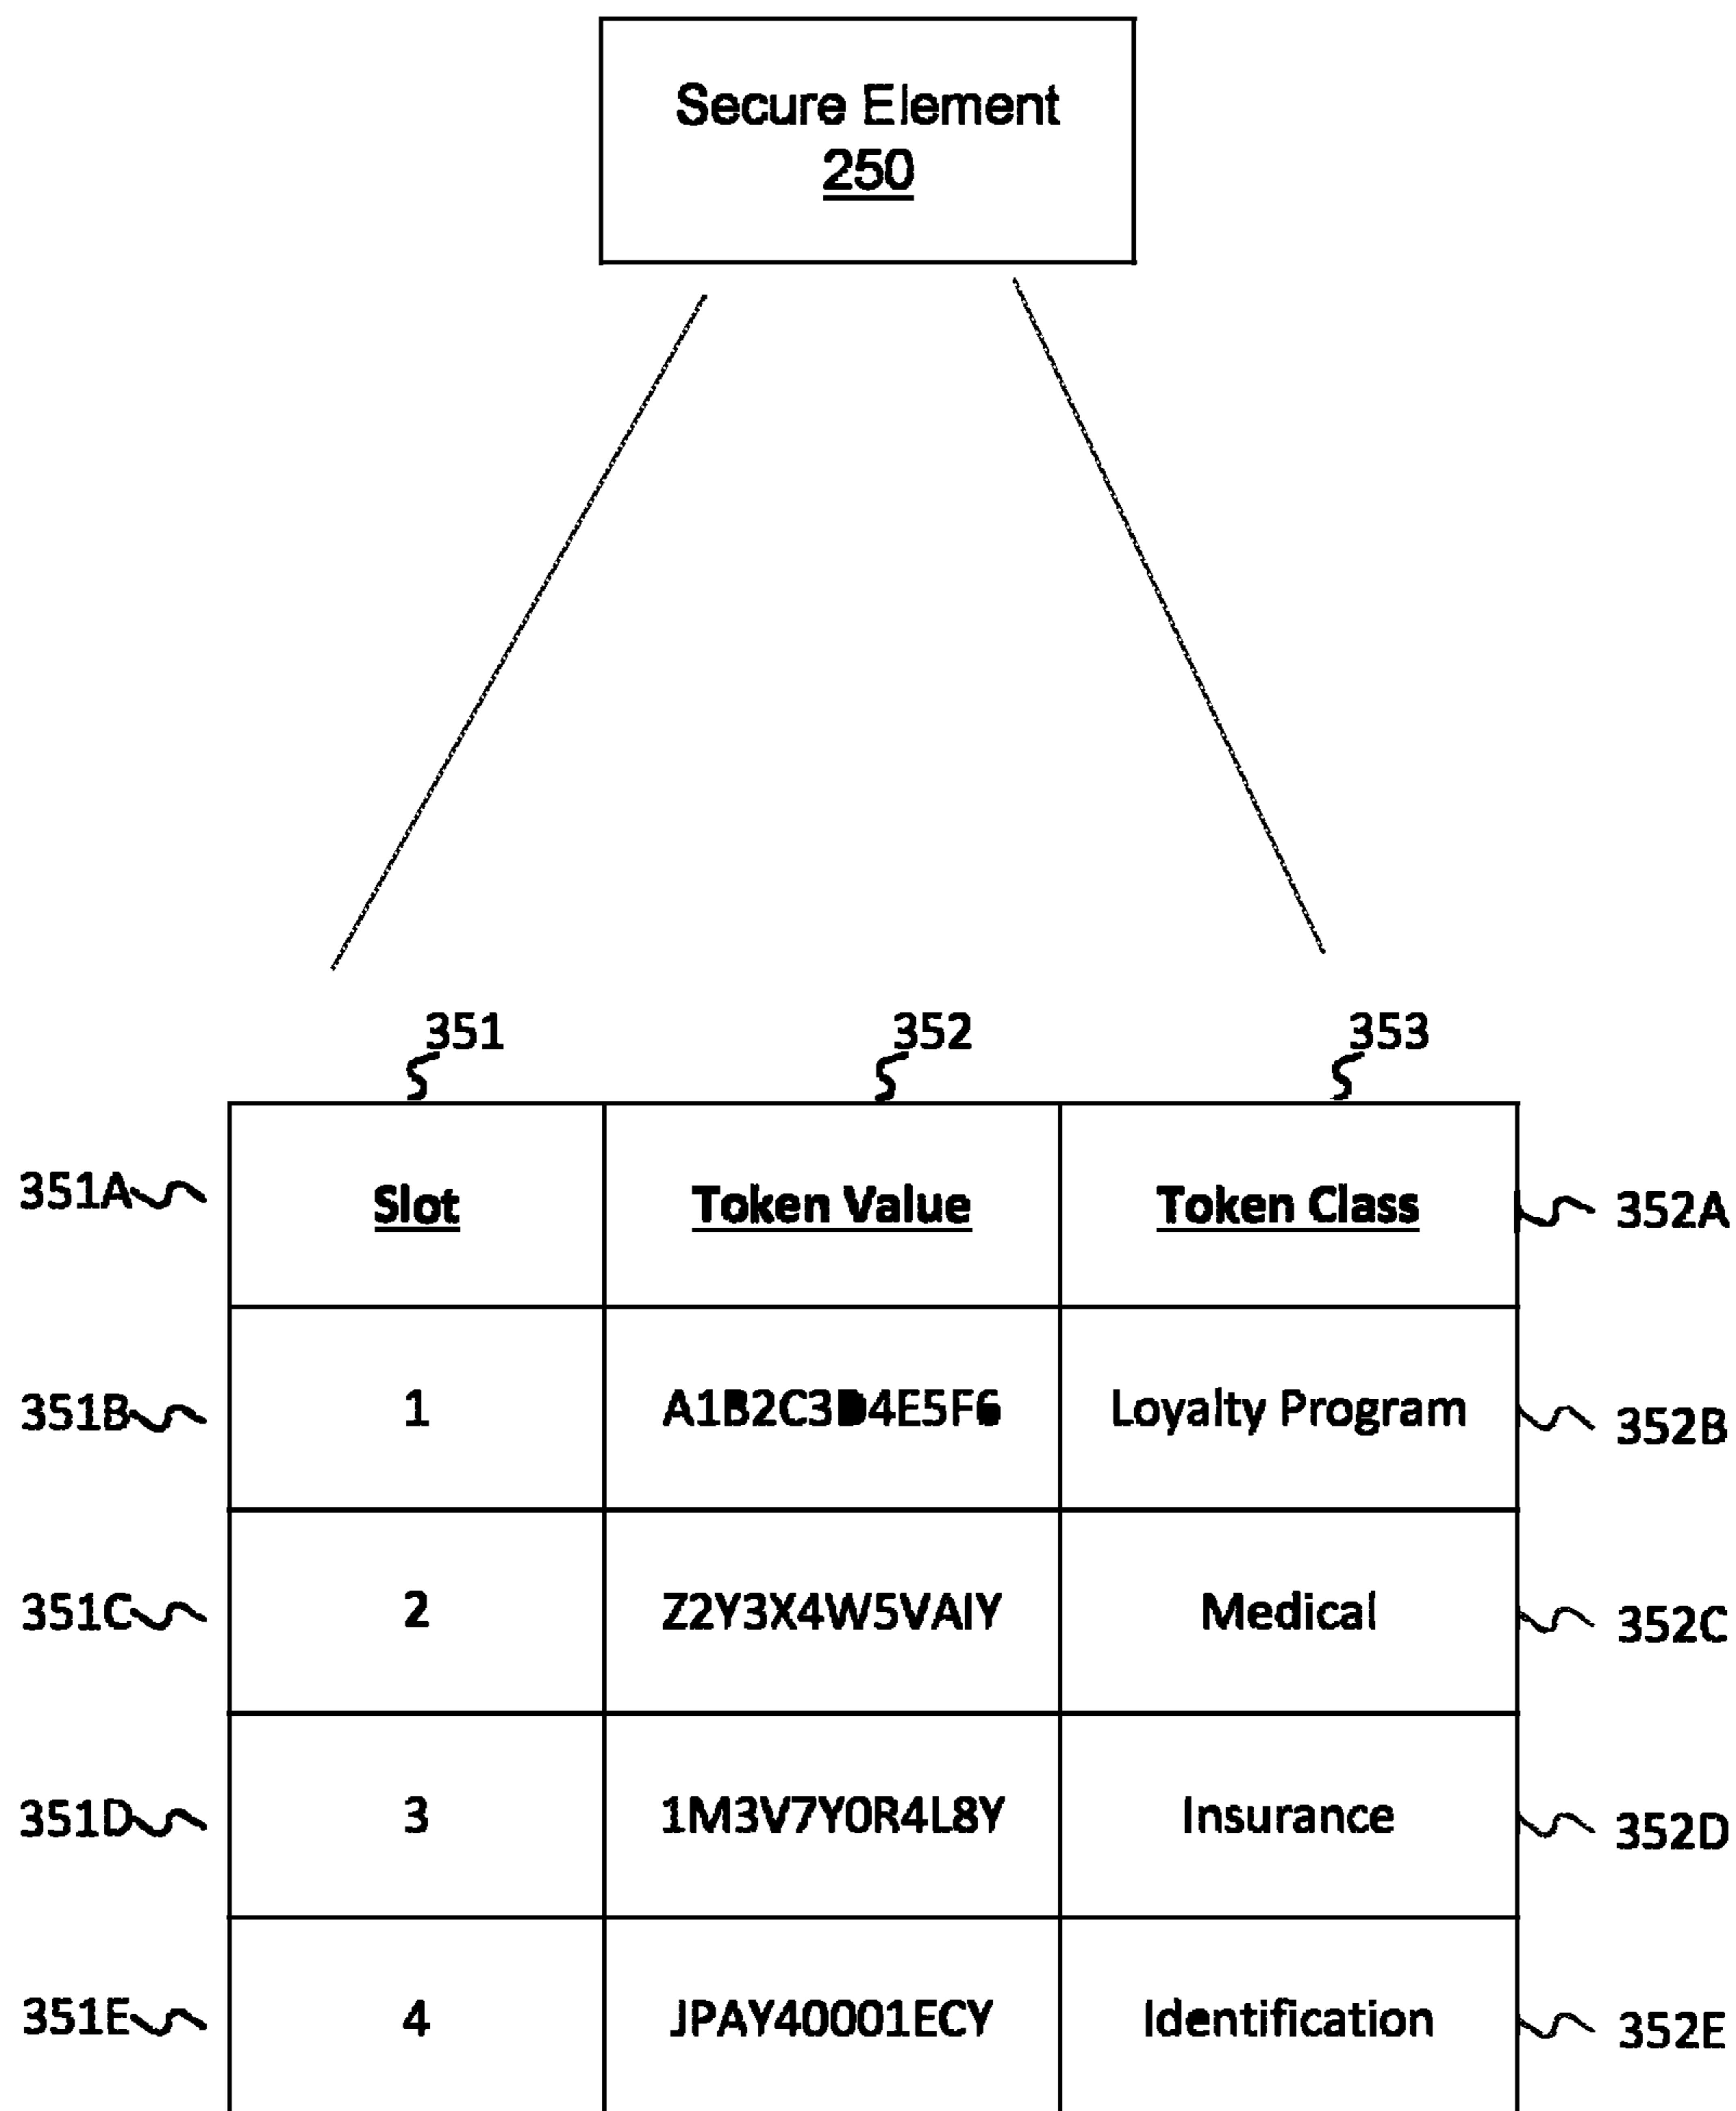 Secure Element
250
351 352 353
351A Slot Token Value Token Class 352A
351B 1 A1B2C3D4E5F6 Loyalty Program 352B
351C 2 Z2Y3X4W5VAIY Medical 352C
351D 3 1M3V7Y0R4L8Y Insurance 352D
351E 4 JPAY40001ECY Identification 352E